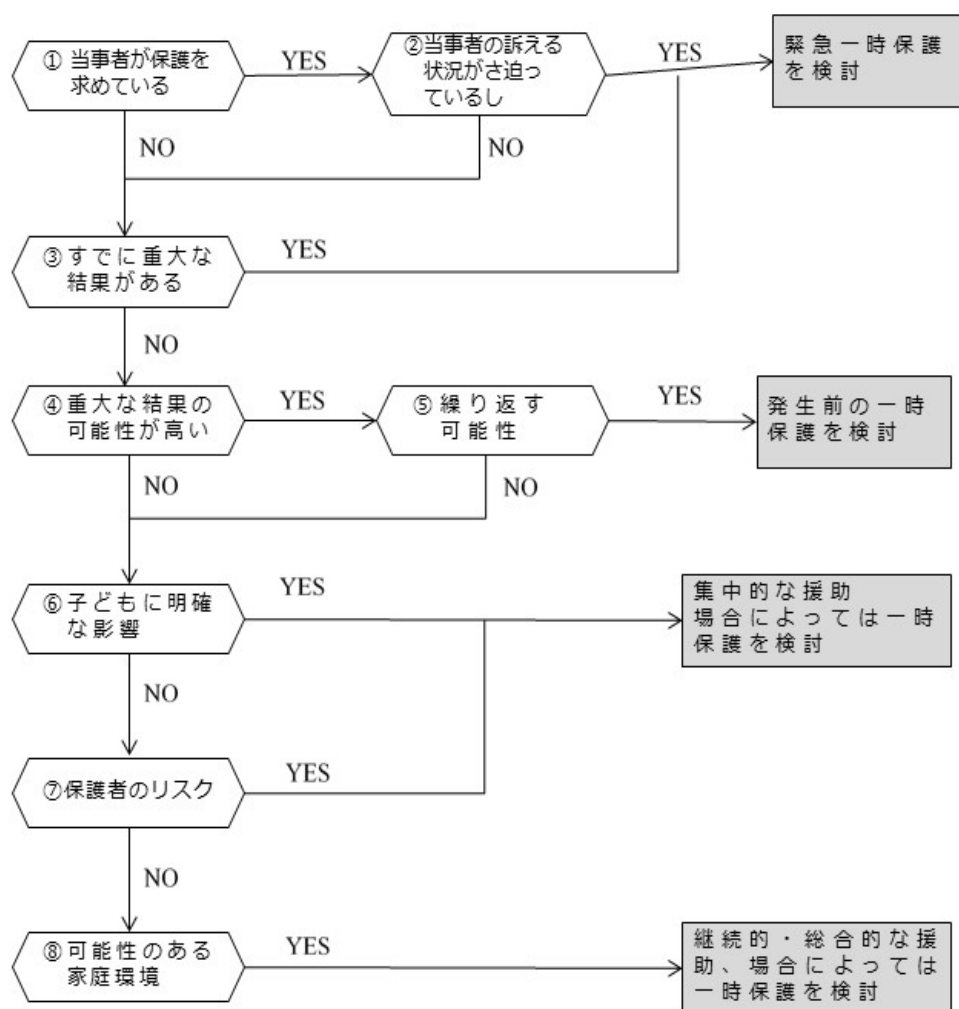 ① 当事者が保護を
求めている
YES
②当事者の訴える
状況がさ迫っ
ているし
YES
緊急一時保護
を検討
NO
NO
③すでに重大な
結果がある
YES
NO
④重大な結果の
可能性が高い
YES
⑤繰り返す
可能性
YES
発生前の一時
保護を検討
NO
NO
⑥子どもに明確
な影響
YES
集中的な援助
場合によっては一時
保護を検討
NO
⑦保護者のリスク
YES
NO
⑧可能性のある
家庭環境
YES
継続的・総合的な援
助、場合によっては
一時保護を検討